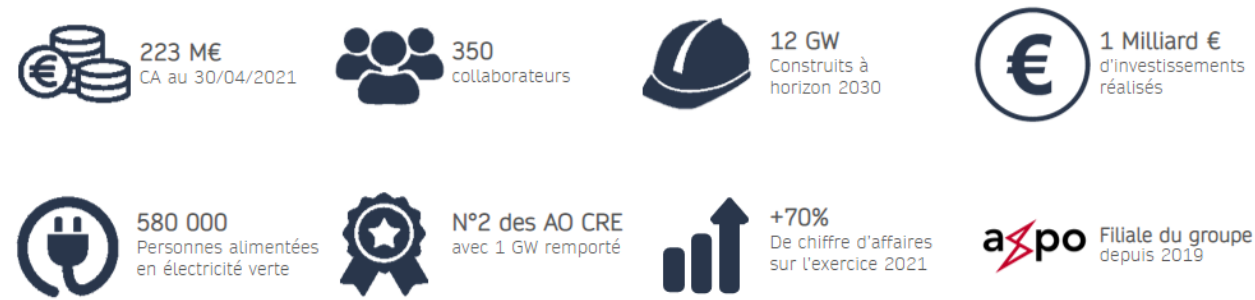 223 M€
CA au 30/04/2021
350
collaborateurs
12 GW
Construits à
horizon 2030
€
1 Milliard €
d'investissements
réalisés
580 000
Personnes alimentées
en électricité verte
N°2 des AO CRE
avec 1 GW remporté
+70%
De chiffre d'affaires
sur l'exercice 2021
axpo
Filiale du groupe
depuis 2019